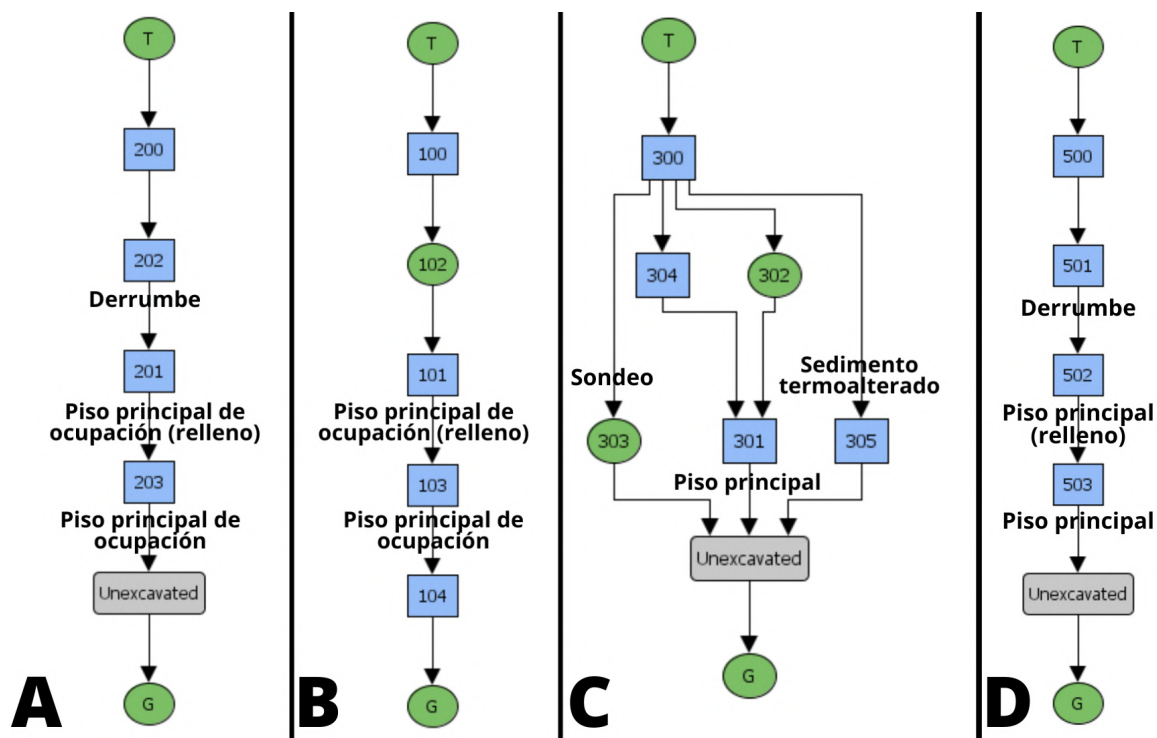 T
200
202
Derrumbe
201
Piso principal de
ocupación (relleno)
203
Piso principal de
ocupación
Unexcavated
G
A
T
100
102
101
Piso principal de
ocupación (relleno)
103
Piso principal de
ocupación
104
G
B
T
300
304
302
Sondeo
Sedimento
termoalterado
303
301
305
Piso principal
Unexcavated
G
C
T
500
501
Derrumbe
502
Piso principal
(relleno)
503
Piso principal
Unexcavated
G
D